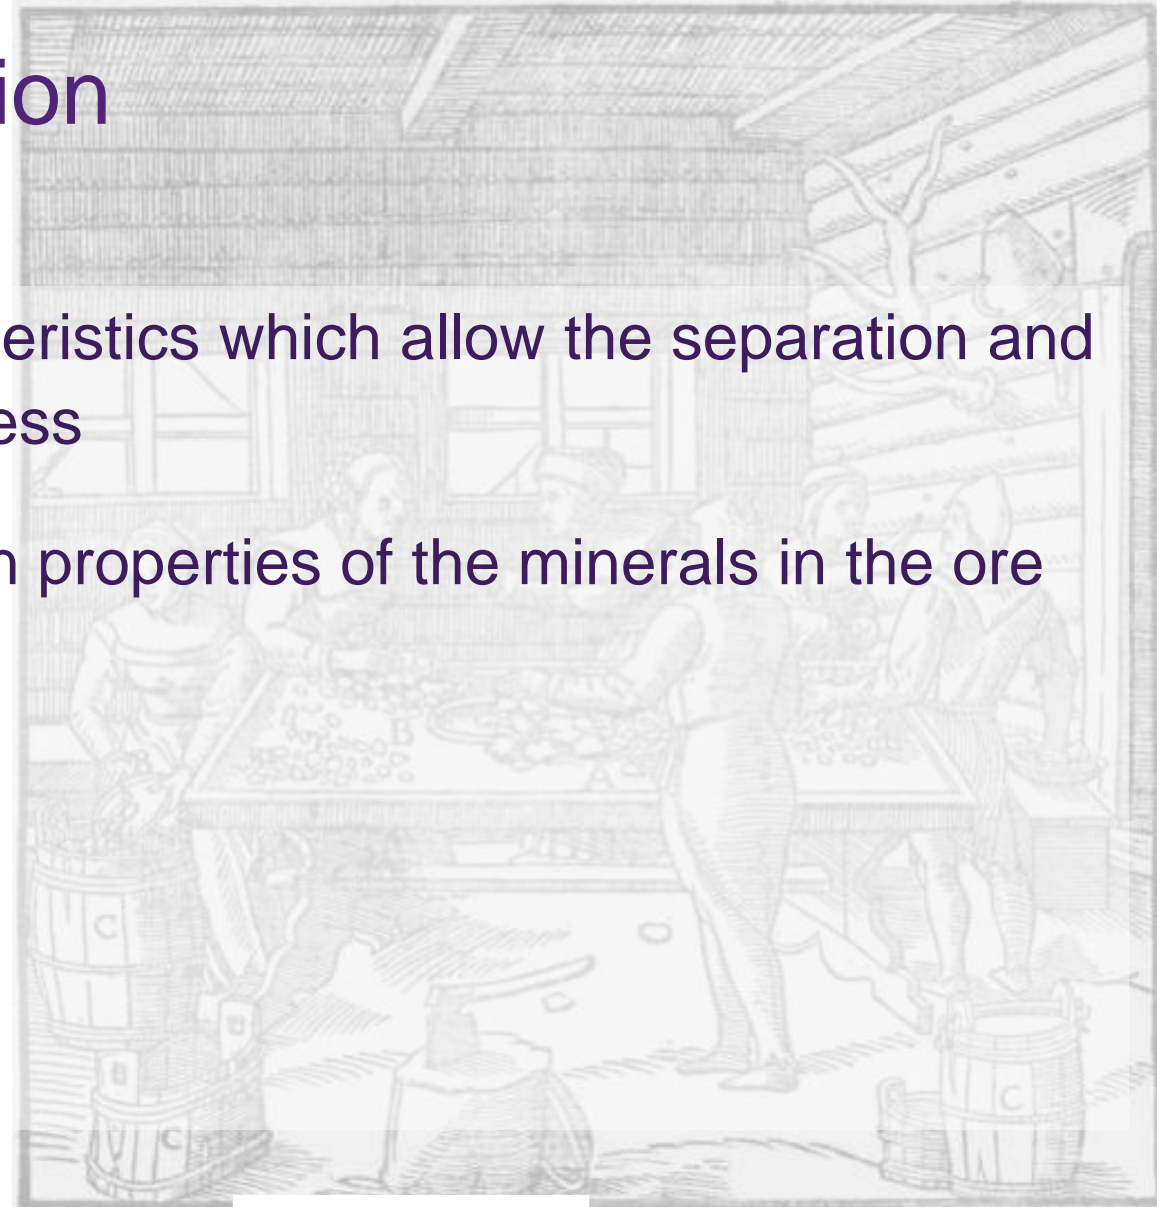 ion
eristics which allow the separation and
ess
n properties of the minerals in the ore
B
A
C
C
C